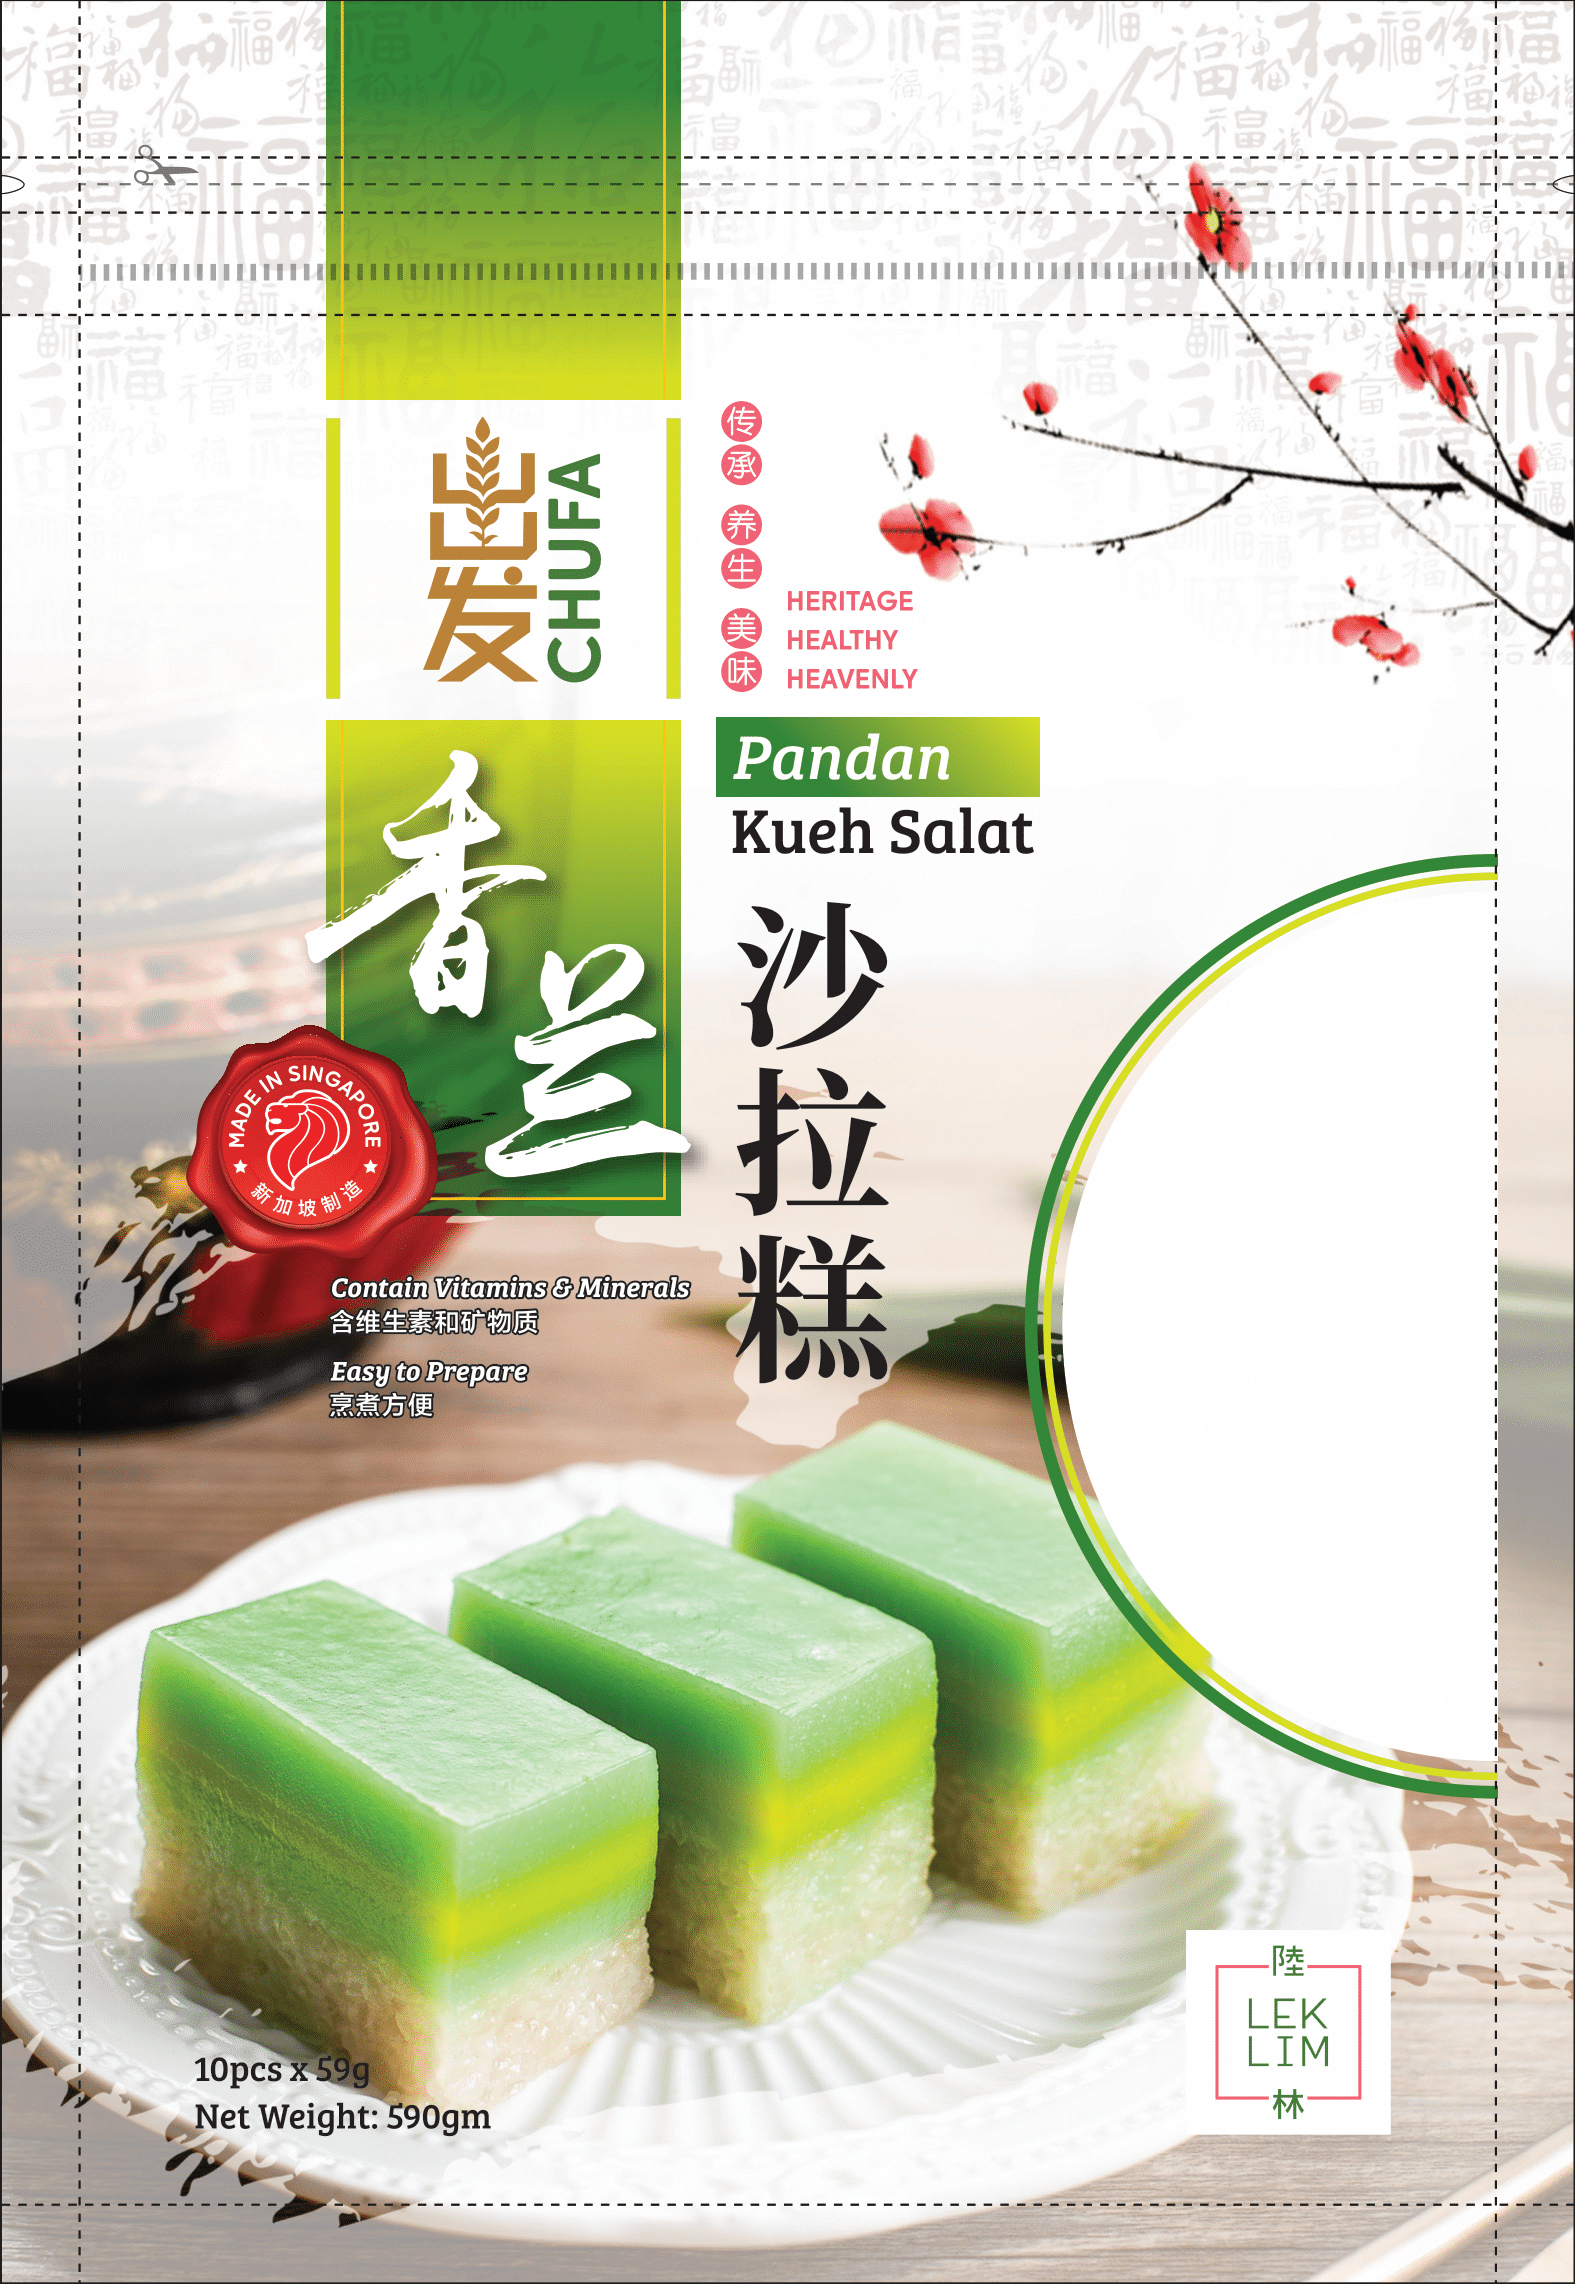 出发
CHUFA
传承 养生 美味
HERITAGE
HEALTHY
HEAVENLY
Pandan
Kueh Salat
香兰
沙拉糕
MADE IN SINGAPORE
新加坡制造
Contain Vitamins & Minerals
含维生素和矿物质
Easy to Prepare
烹煮方便
10pcs x 59g
Net Weight: 590gm
陸
LEK
LIM
林